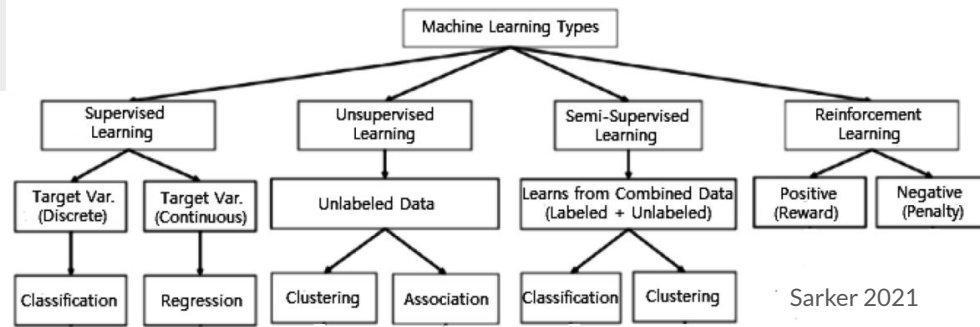 Machine Learning Types
Supervised
Learning
Unsupervised
Learning
Semi-Supervised
Learning
Reinforcement
Learning
Target Var.
(Discrete)
Target Var.
(Continuous)
Unlabeled Data
Learns from Combined Data
(Labeled + Unlabeled)
Positive
(Reward)
Negative
(Penalty)
Classification
Regression
Clustering
Association
Classification
Clustering
Sarker 2021